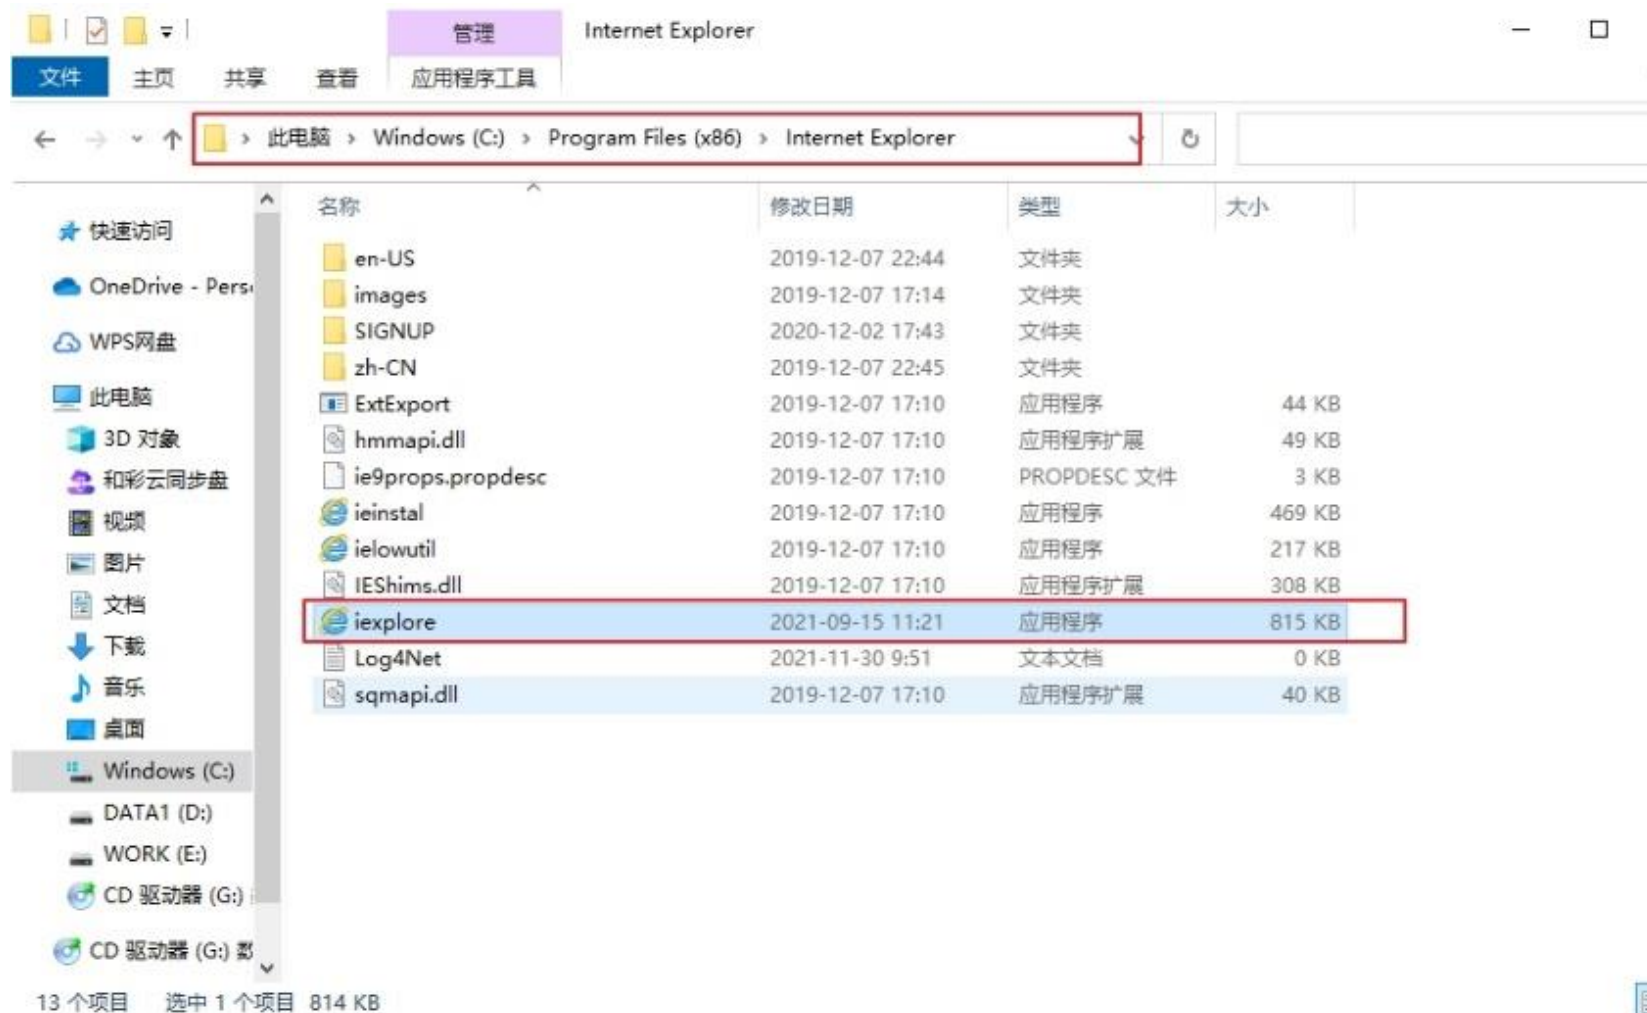 管理 Internet Explorer
文件 主页 共享 查看 应用程序工具
此电脑 › Windows (C:) › Program Files (x86) › Internet Explorer
名称 修改日期 类型 大小
快速访问
OneDrive - Pers
WPS网盘
此电脑
3D 对象
和彩云同步盘
视频
图片
文档
下载
音乐
桌面
Windows (C:)
DATA1 (D:)
WORK (E:)
CD 驱动器 (G:)
CD 驱动器 (G:) 数
en-US 2019-12-07 22:44 文件夹
images 2019-12-07 17:14 文件夹
SIGNUP 2020-12-02 17:43 文件夹
zh-CN 2019-12-07 22:45 文件夹
ExtExport 2019-12-07 17:10 应用程序 44 KB
hmmapi.dll 2019-12-07 17:10 应用程序扩展 49 KB
ie9props.propdesc 2019-12-07 17:10 PROPDESC 文件 3 KB
ieinstal 2019-12-07 17:10 应用程序 469 KB
ielowutil 2019-12-07 17:10 应用程序 217 KB
IEShims.dll 2019-12-07 17:10 应用程序扩展 308 KB
iexplore 2021-09-15 11:21 应用程序 815 KB
Log4Net 2021-11-30 9:51 文本文档 0 KB
sqmapi.dll 2019-12-07 17:10 应用程序扩展 40 KB
13 个项目 选中 1 个项目 814 KB